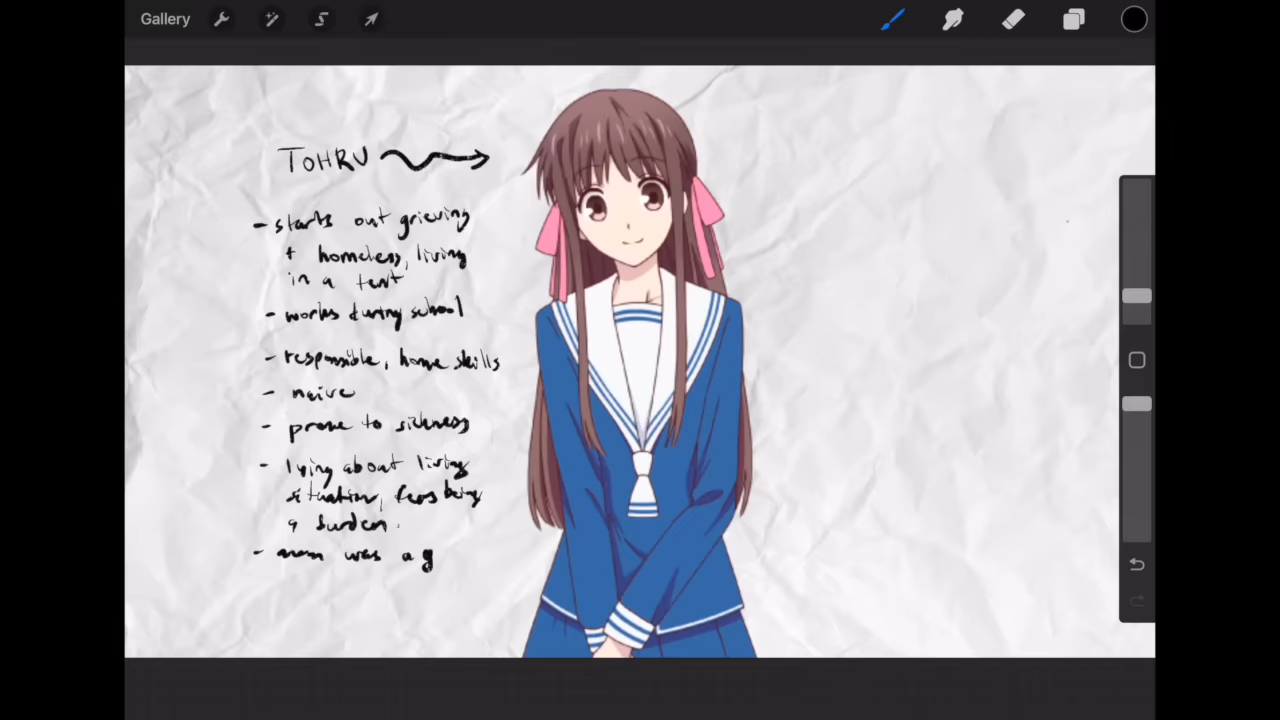 Gallery
TOHRU
- starts out grieving
+ homeless, living
in a tent
- works during school
- responsible, home skills
- naive
- prone to sickness
- lying about living
situation, fears being
a burden.
- mom was a g